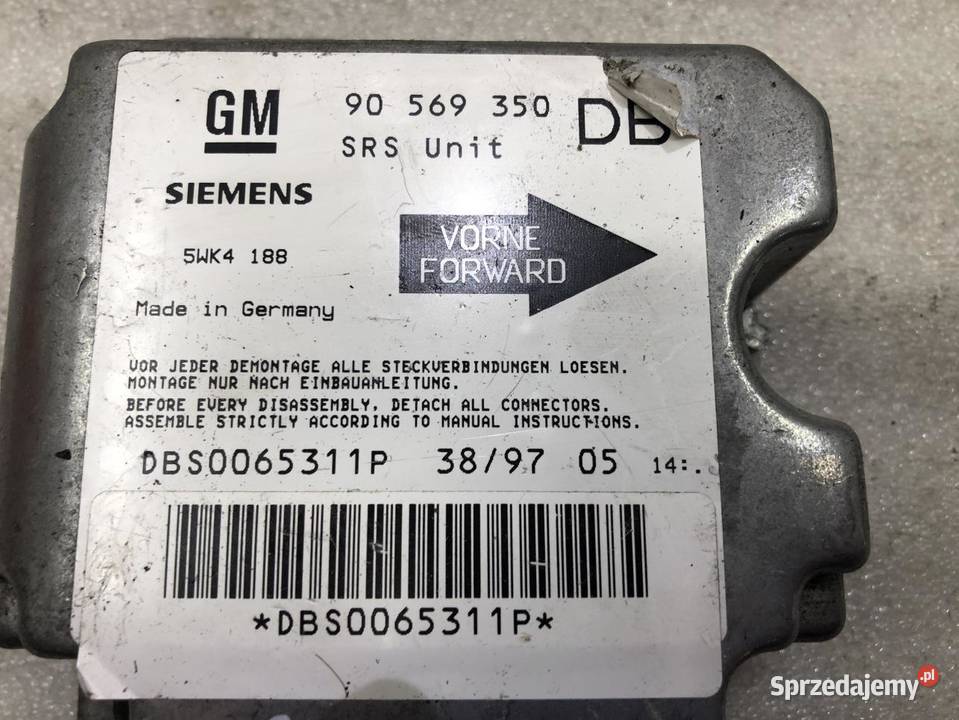 GM 90 569 350 DB
SRS Unit
SIEMENS
VORNE
FORWARD
5WK4 188
Made in Germany
VOR JEDER DEMONTAGE ALLE STECKVERBINDUNGEN LOESEN.
MONTAGE NUR NACH EINBAUANLEITUNG.
BEFORE EVERY DISASSEMBLY, DETACH ALL CONNECTORS.
ASSEMBLE STRICTLY ACCORDING TO MANUAL INSTRUCTIONS.
DBS0065311P 38/97 05 14:.
*DBS0065311P*
Sprzedajemy.pl